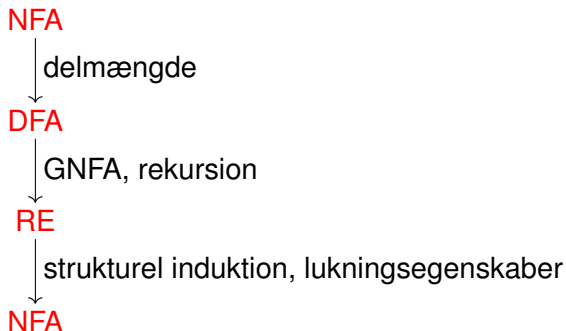 NFA
delmængde
DFA
GNFA, rekursion
RE
strukturel induktion, lukningsegenskaber
NFA